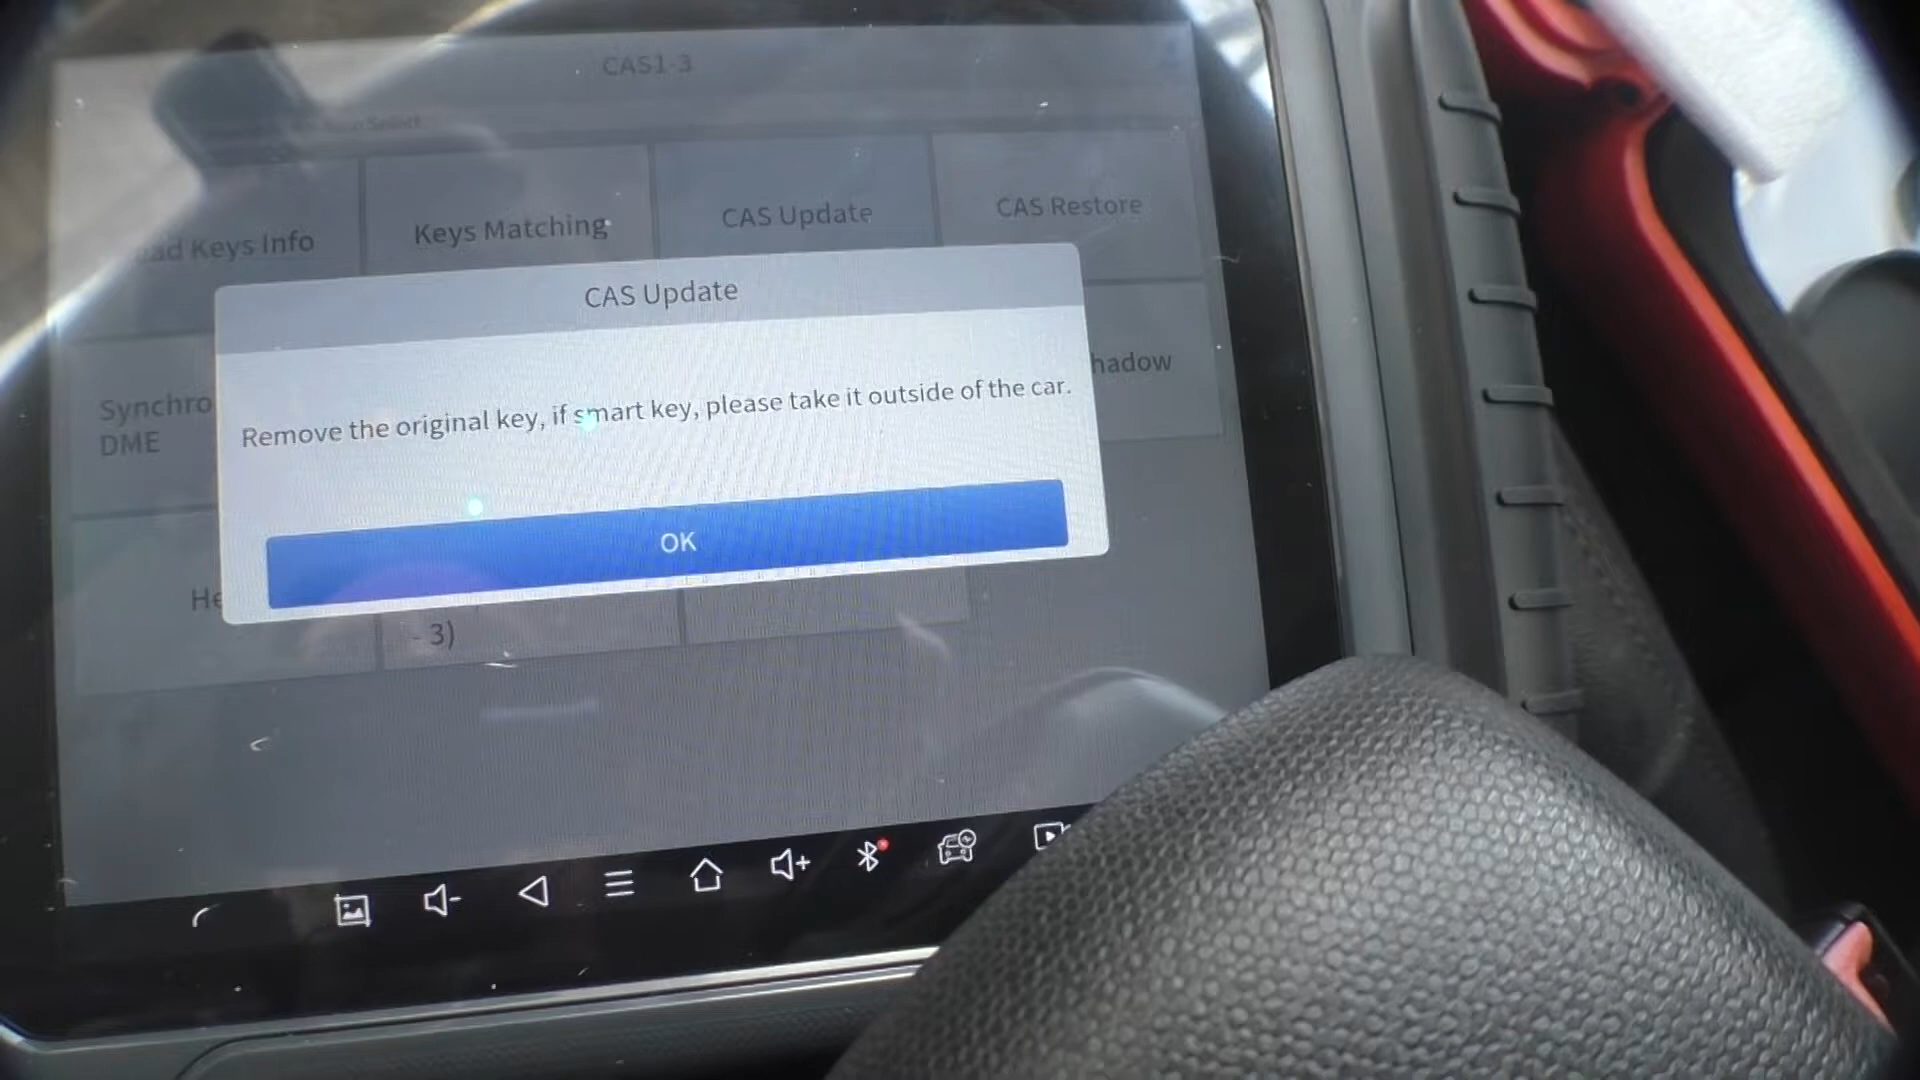 CAS1-3
Keys Info
Keys Matching
CAS Update
CAS Restore
CAS Update
Remove the original key, if smart key, please take it outside of the car.
OK
Synchro
DME
hadow
He
- 3)